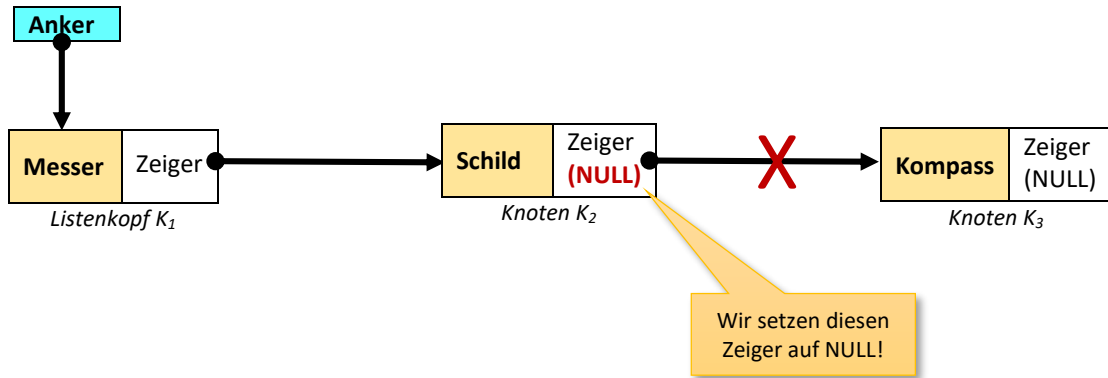 Anker
Messer
Zeiger
Listenkopf K1
Schild
Zeiger
(NULL)
Knoten K2
X
Kompass
Zeiger
(NULL)
Knoten K3
Wir setzen diesen
Zeiger auf NULL!